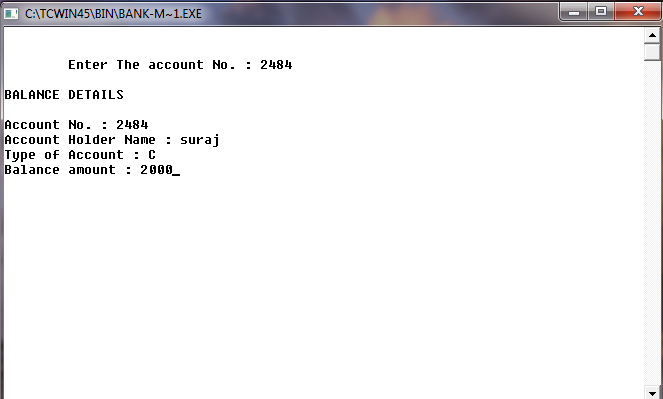 C:\TCWIN45\BIN\BANK-M~1.EXE
Enter The account No. : 2484
BALANCE DETAILS
Account No. : 2484
Account Holder Name : suraj
Type of Account : C
Balance amount : 2000_